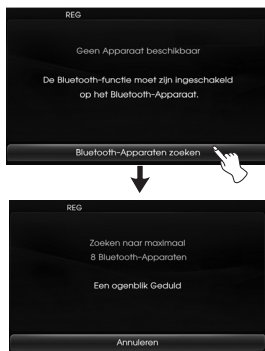 REG
Geen Apparaat beschikbaar
De Bluetooth-functie moet zijn ingeschakeld
op het Bluetooth-Apparaat.
Bluetooth-Apparaten zoeken
REG
Zoeken naar maximaal
8 Bluetooth-Apparaten
Een ogenblik Geduld
Annuleren